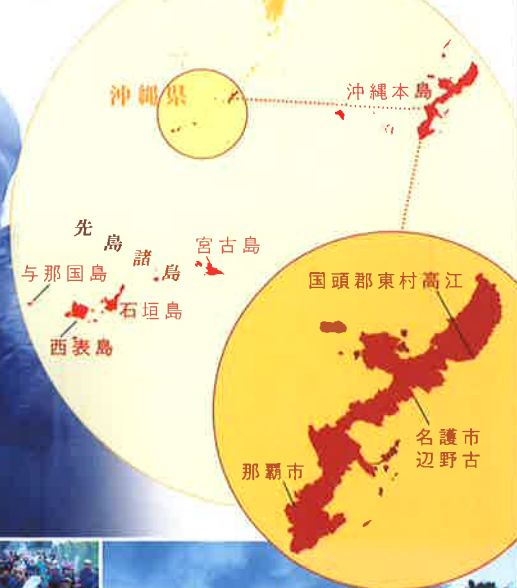 沖縄県
沖縄本島
先島諸島
宮古島
与那国島
石垣島
西表島
国頭郡東村高江
名護市
辺野古
那覇市